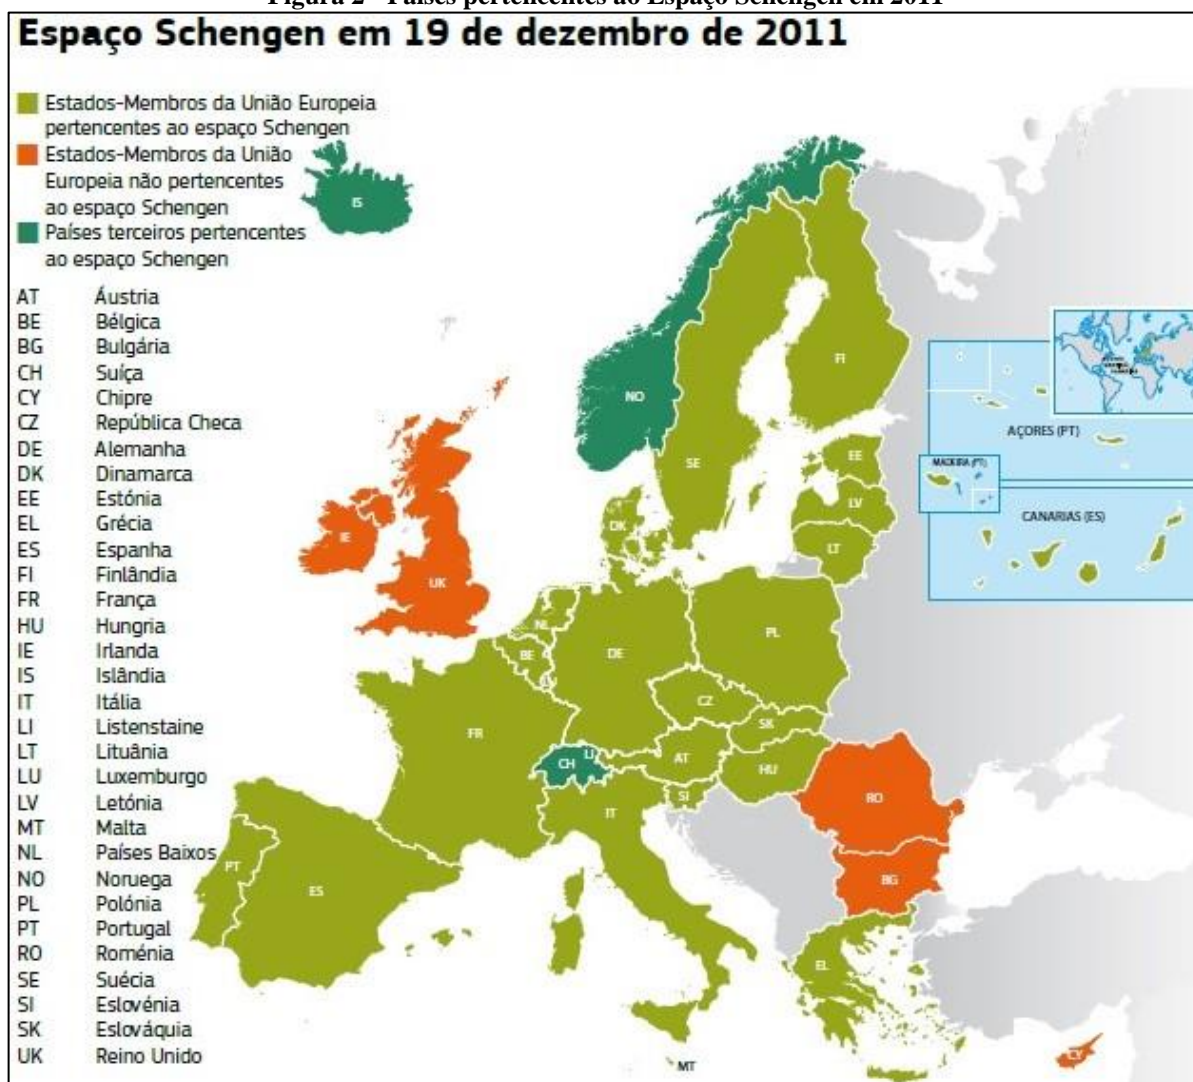 Figura 2 - Países pertencentes ao Espaço Schengen em 2011
Espaço Schengen em 19 de dezembro de 2011
Estados-Membros da União Europeia
pertencentes ao espaço Schengen
Estados-Membros da União
Europeia não pertencentes
ao espaço Schengen
Países terceiros pertencentes
ao espaço Schengen
AT Áustria
BE Bélgica
BG Bulgária
CH Suíça
CY Chipre
CZ República Checa
DE Alemanha
DK Dinamarca
EE Estónia
EL Grécia
ES Espanha
FI Finlândia
FR França
HU Hungria
IE Irlanda
IS Islândia
IT Itália
LI Listenstaine
LT Lituânia
LU Luxemburgo
LV Letónia
MT Malta
NL Países Baixos
NO Noruega
PL Polónia
PT Portugal
RO Roménia
SE Suécia
SI Eslovénia
SK Eslováquia
UK Reino Unido
IS
NO
FI
SE
EE
LV
LT
DK
IE
UK
NL
BE
DE
PL
CZ
SK
FR
CH
LI
AT
HU
SI
IT
RO
BG
PT
ES
EL
MT
CY
AÇORES (PT)
MADEIRA (PT)
CANARIAS (ES)